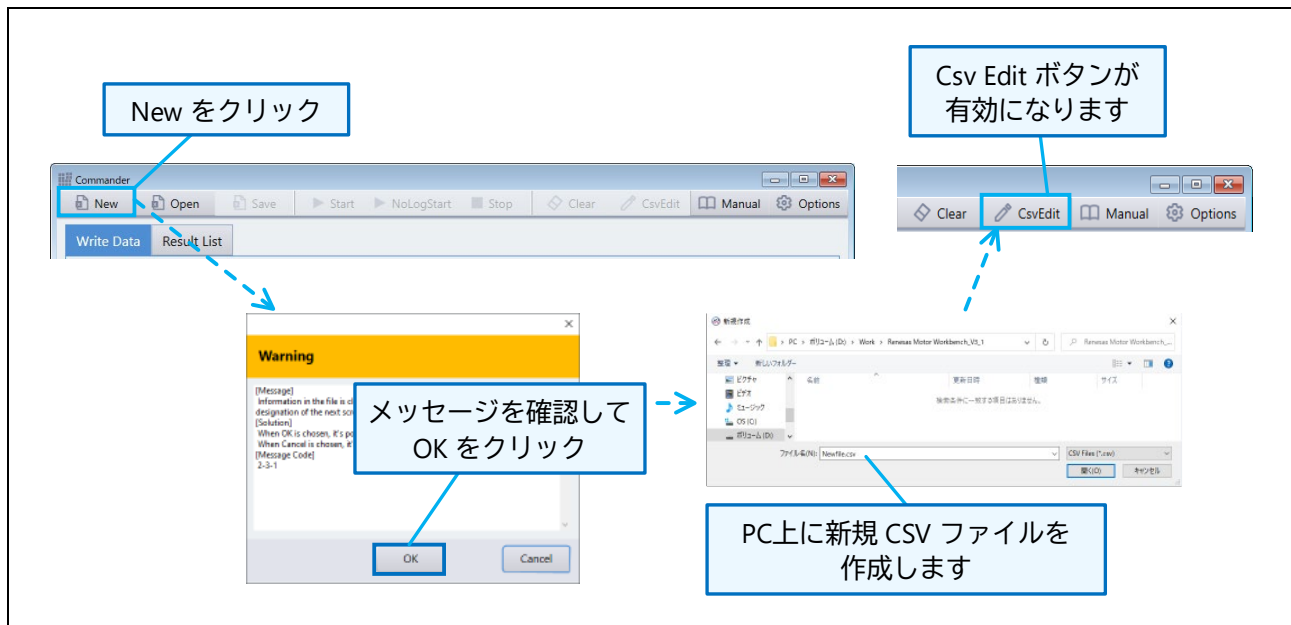 New をクリック
Csv Edit ボタンが
有効になります
Commander
New Open Save Start NoLogStart Stop Clear CsvEdit Manual Options
Write Data Result List
Clear CsvEdit Manual Options
Warning
[Message]
Information in the file is
designation of the next
[Solution]
When OK is chosen, it's
When Cancel is chosen,
[Message Code]
2-3-1
OK Cancel
メッセージを確認して
OK をクリック
新規作成
PC › ボリューム (D:) › Work › Renesas Motor Workbench_V3_1
Renesas Motor Workbench_...
整理 新しいフォルダー
名前 更新日時 種類 サイズ
ピクチャ
ビデオ
ミュージック
OS (C:)
ボリューム (D:)
検索条件に一致する項目はありません。
ファイル名(N): Newfile.csv CSV Files (*.csv)
開く(O) キャンセル
PC上に新規 CSV ファイルを
作成します